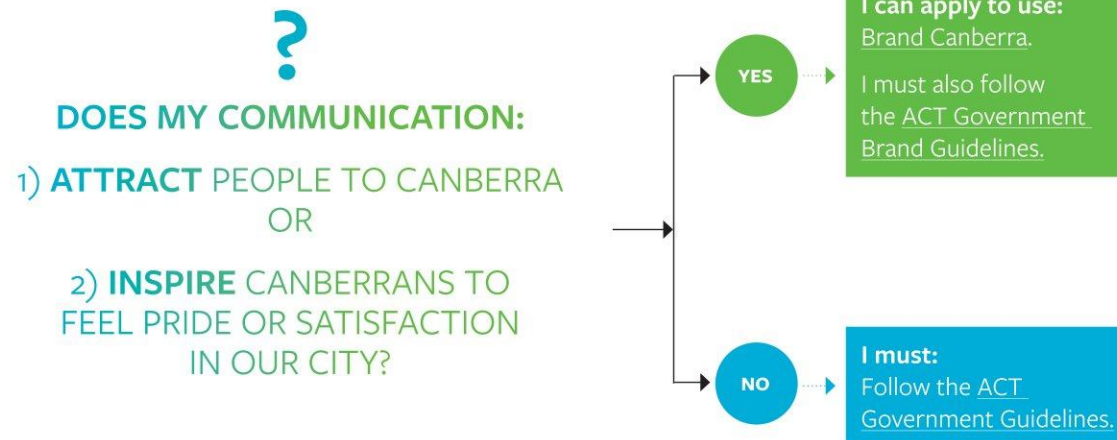 ?
DOES MY COMMUNICATION:
1) ATTRACT PEOPLE TO CANBERRA
OR
2) INSPIRE CANBERRANS TO
FEEL PRIDE OR SATISFACTION
IN OUR CITY?
YES
I can apply to use:
Brand Canberra.
I must also follow
the ACT Government
Brand Guidelines.
NO
I must:
Follow the ACT
Government Guidelines.